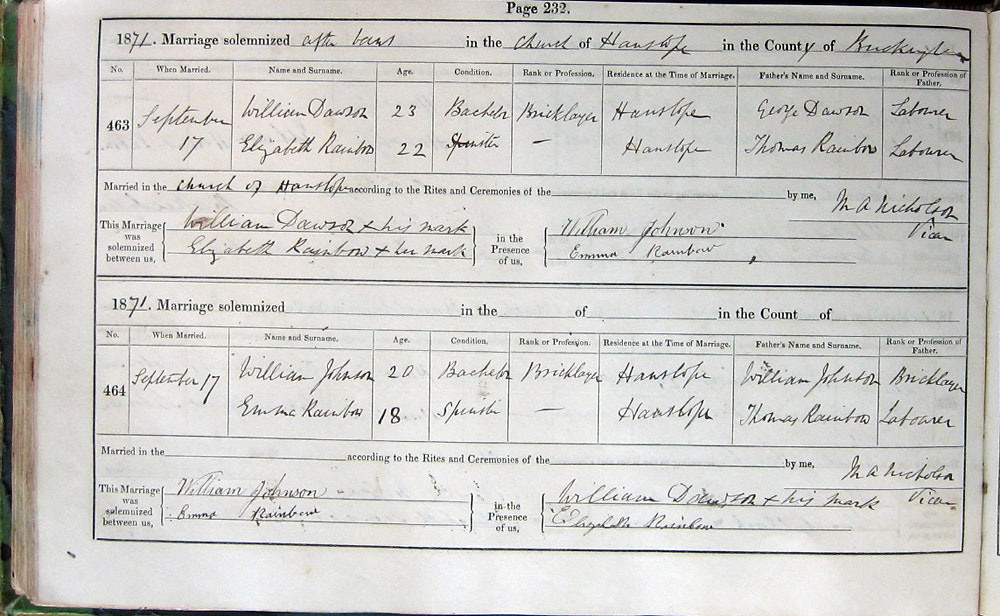 Page 232.
1871. Marriage solemnized after bans in the Church of Hanslope in the County of Buckingham
No. When Married. Name and Surname. Age. Condition. Rank or Profession. Residence at the Time of Marriage. Father's Name and Surname. Rank or Profession of Father.
463 September 17 William Dawson 23 Bachelor Bricklayer Hanslope George Dawson Labourer
Elizabeth Rainbow 22 Spinster — Hanslope Thomas Rainbow Labourer
Married in the Church of Hanslope according to the Rites and Ceremonies of the by me, M A Nicholson Vicar
This Marriage was solemnized between us, William Dawson x his mark
Elizabeth Rainbow x her mark
in the Presence of us, William Johnson
Emma Rainbow
1871. Marriage solemnized in the of in the Count of
No. When Married. Name and Surname. Age. Condition. Rank or Profession. Residence at the Time of Marriage. Father's Name and Surname. Rank or Profession of Father.
464 September 17 William Johnson 20 Bachelor Bricklayer Hanslope William Johnson Bricklayer
Emma Rainbow 18 Spinster — Hanslope Thomas Rainbow Labourer
Married in the according to the Rites and Ceremonies of the by me, M A Nicholson Vicar
This Marriage was solemnized between us, William Johnson
Emma Rainbow
in the Presence of us, William Dawson x his mark
Elizabeth Rainbow